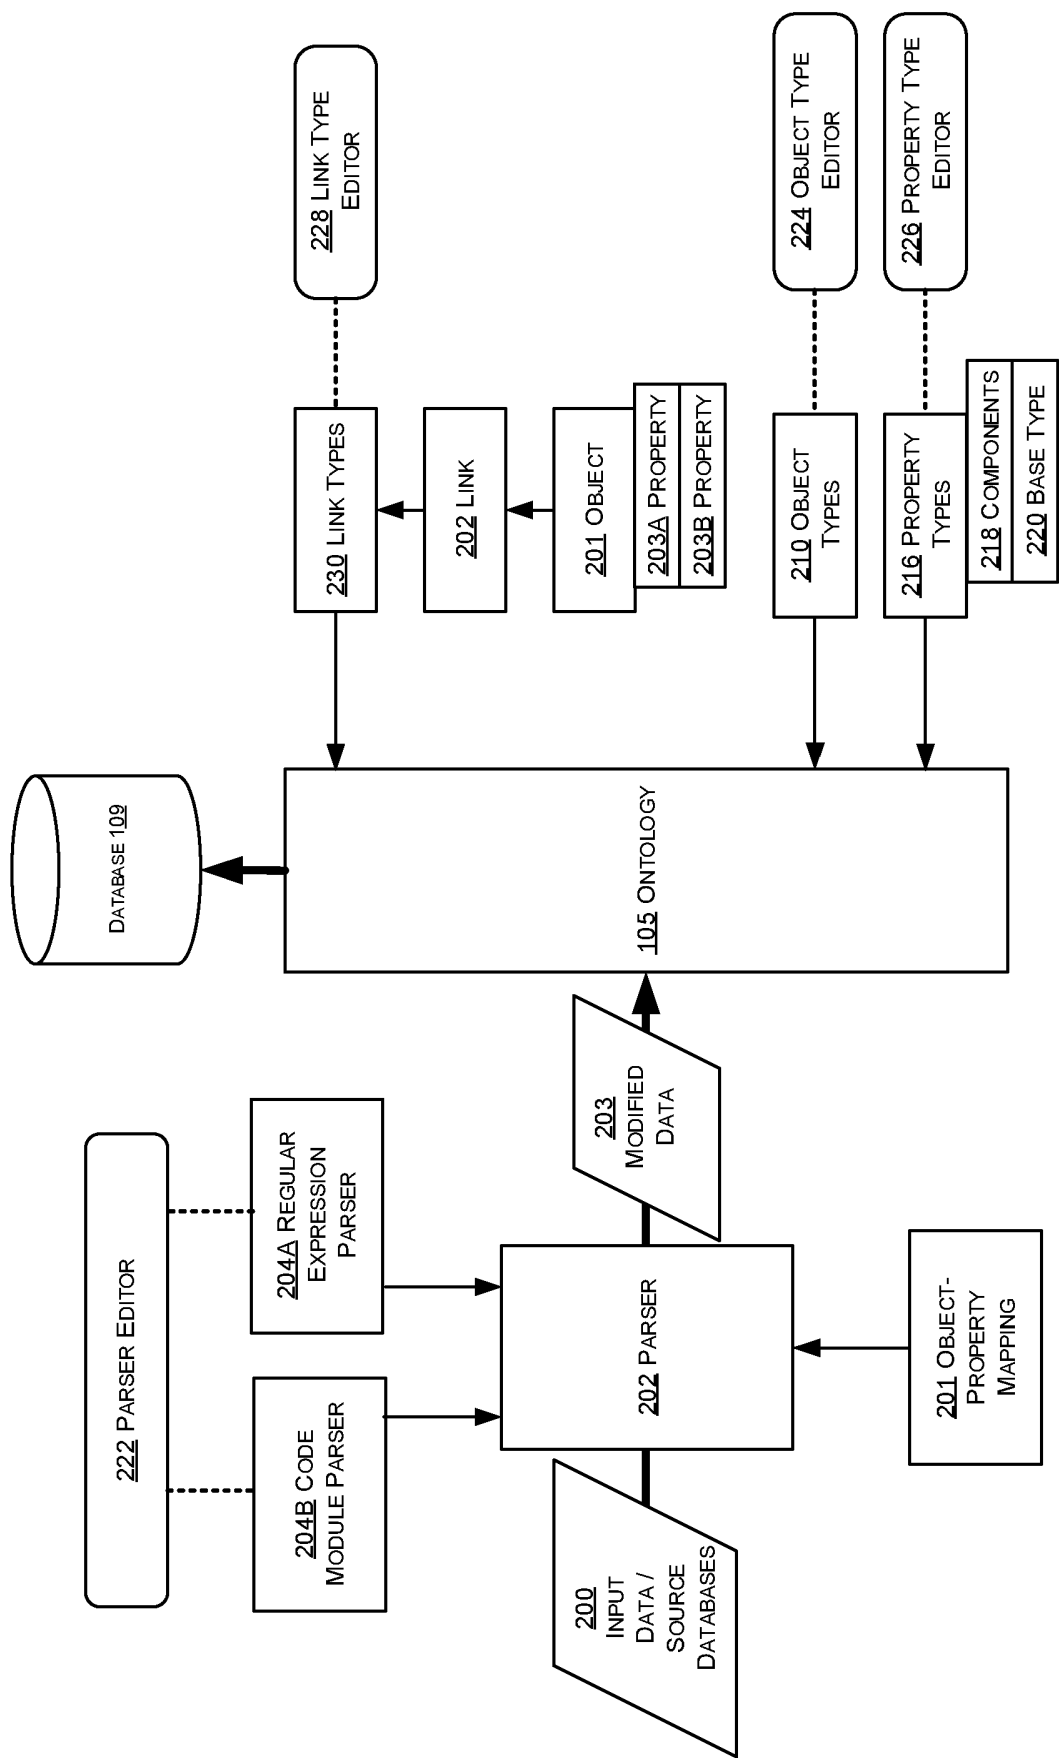 222 PARSER EDITOR
204B CODE
MODULE PARSER
204A REGULAR
EXPRESSION
PARSER
DATABASE 109
230 LINK TYPES
228 LINK TYPE
EDITOR
202 LINK
201 OBJECT
203A PROPERTY
203B PROPERTY
200
INPUT
DATA /
SOURCE
DATABASES
202 PARSER
203
MODIFIED
DATA
105 ONTOLOGY
210 OBJECT
TYPES
224 OBJECT TYPE
EDITOR
216 PROPERTY
TYPES
226 PROPERTY TYPE
EDITOR
218 COMPONENTS
220 BASE TYPE
201 OBJECT-
PROPERTY
MAPPING